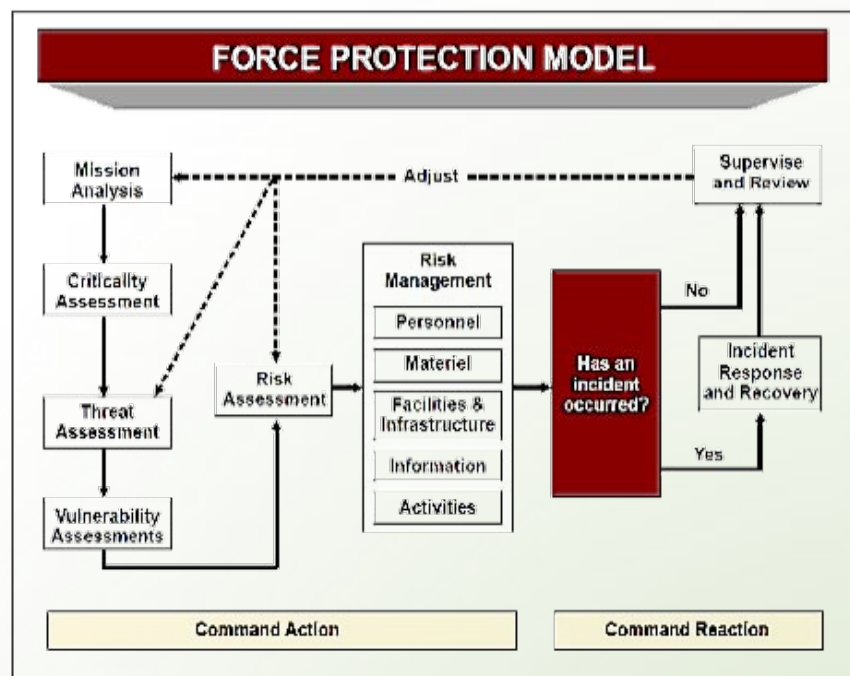 FORCE PROTECTION MODEL
Mission
Analysis
Adjust
Supervise
and Review
Criticality
Assessment
Threat
Assessment
Vulnerability
Assessments
Risk
Assessment
Risk
Management
Personnel
Materiel
Facilities &
Infrastructure
Information
Activities
Has an
incident
occurred?
No
Yes
Incident
Response
and Recovery
Command Action
Command Reaction